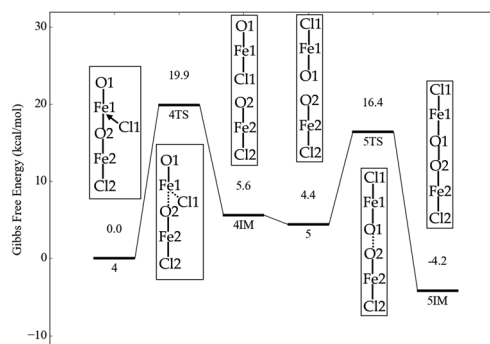 30
20
10
0
−10
Gibbs Free Energy (kcal/mol)
O1
Fe1
Cl1
O2
Fe2
Cl2
0.0
4
19.9
4TS
O1
Fe1
Cl1
O2
Fe2
Cl2
O1
Fe1
Cl1
O2
Fe2
Cl2
5.6
4IM
Cl1
Fe1
O1
O2
Fe2
Cl2
4.4
5
16.4
5TS
Cl1
Fe1
O1
O2
Fe2
Cl2
Cl1
Fe1
O1
O2
Fe2
Cl2
-4.2
5IM